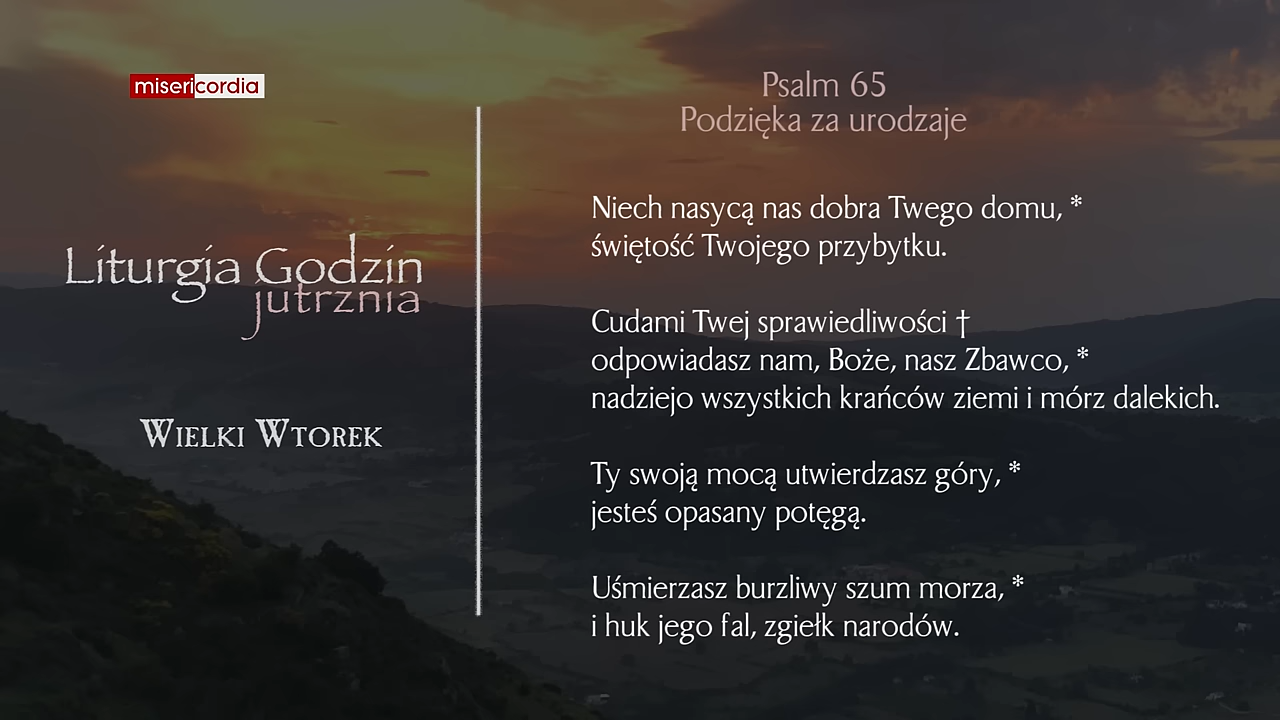 misericordia
Liturgia Godzin
jutrznia
Wielki Wtorek
Psalm 65
Podzięka za urodzaje
Niech nasycą nas dobra Twego domu, *
świętość Twojego przybytku.
Cudami Twej sprawiedliwości †
odpowiadasz nam, Boże, nasz Zbawco, *
nadziejo wszystkich krańców ziemi i mórz dalekich.
Ty swoją mocą utwierdzasz góry, *
jesteś opasany potęgą.
Uśmierzasz burzliwy szum morza, *
i huk jego fal, zgiełk narodów.